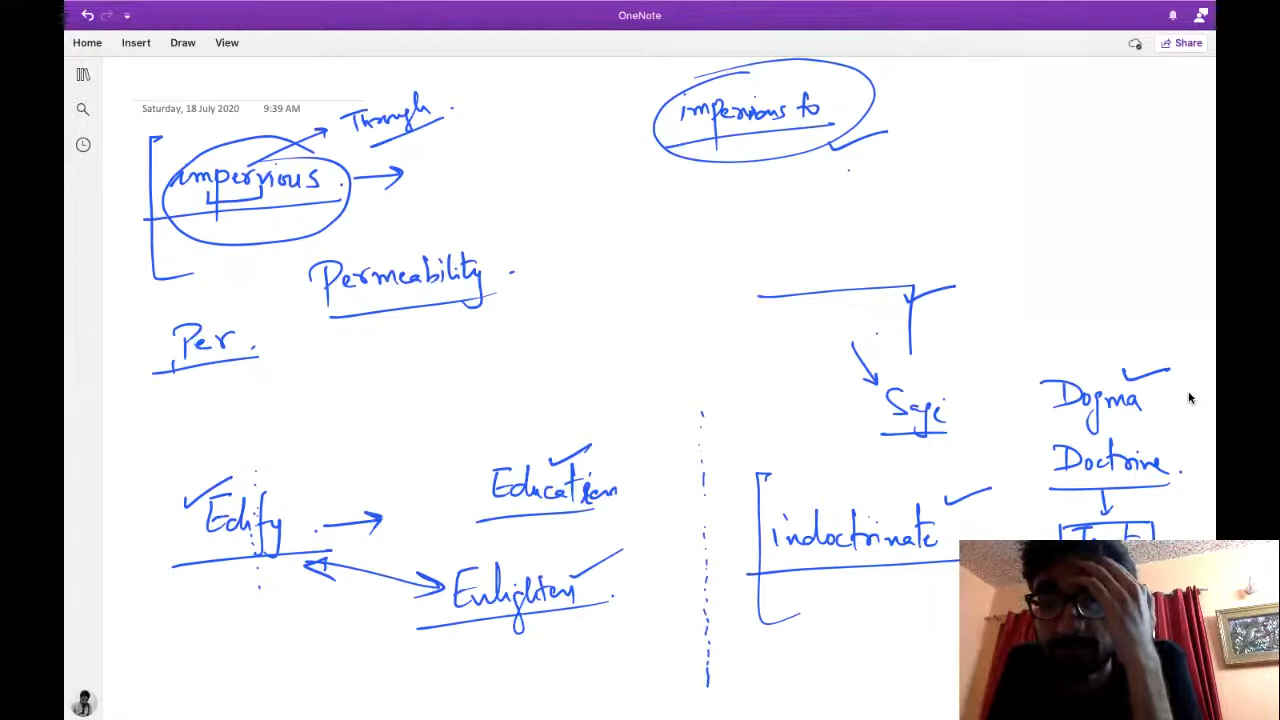 OneNote
Home Insert Draw View
Share
Saturday, 18 July 2020 9:39 AM
Through
impervious to
impervious
Permeability
Per
Dogma
Doctrine
Education
Edify
indoctrinate
Enlighten